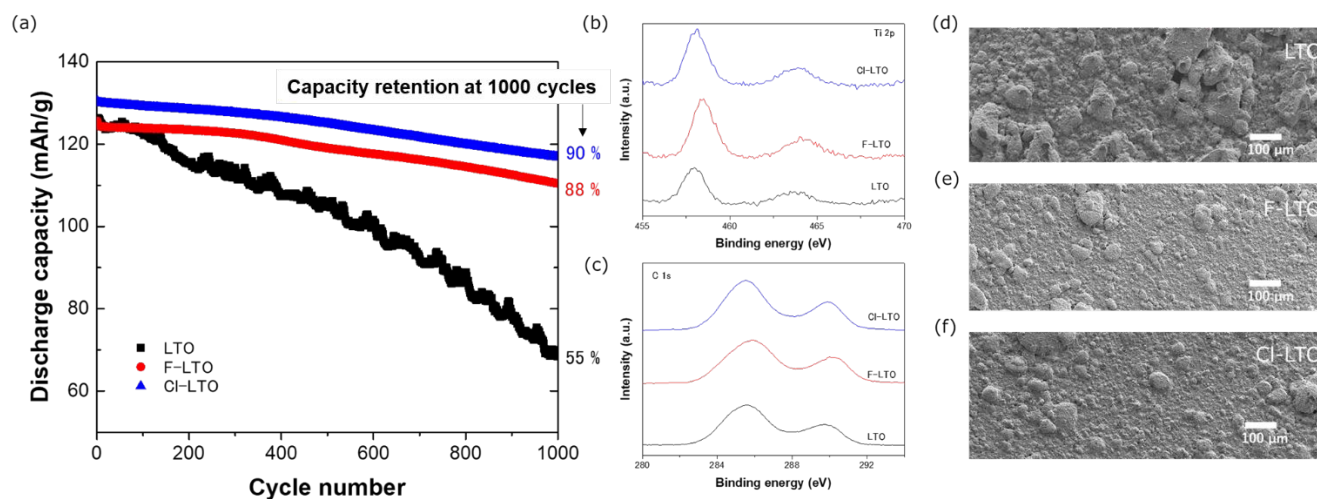 (a)
Discharge capacity (mAh/g)
140
120
100
80
60
0
200
400
600
800
1000
Cycle number
Capacity retention at 1000 cycles
90 %
88 %
55 %
LTO
F-LTO
Cl-LTO
(b)
Ti 2p
Cl-LTO
F-LTO
LTO
Intensity (a.u.)
455
460
465
470
Binding energy (eV)
(c)
C 1s
Cl-LTO
F-LTO
LTO
Intensity (a.u.)
280
284
288
292
Binding energy (eV)
(d)
LTO
100 μm
(e)
F-LTO
100 μm
(f)
Cl-LTO
100 μm